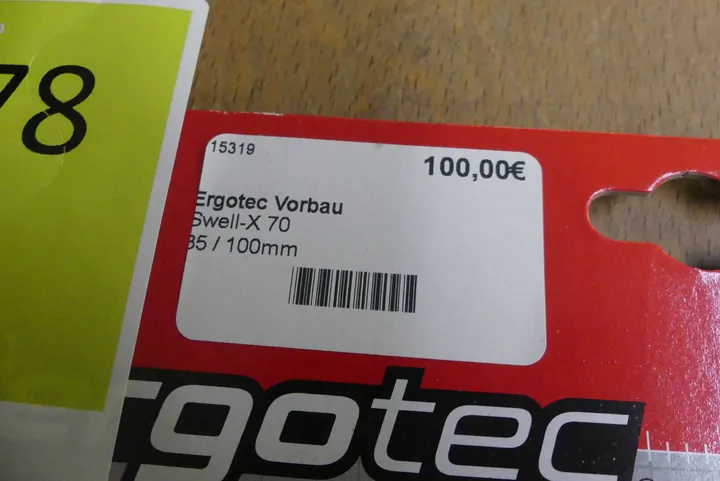 78
15319
100,00€
Ergotec Vorbau
Swell-X 70
35 / 100mm
rgotec